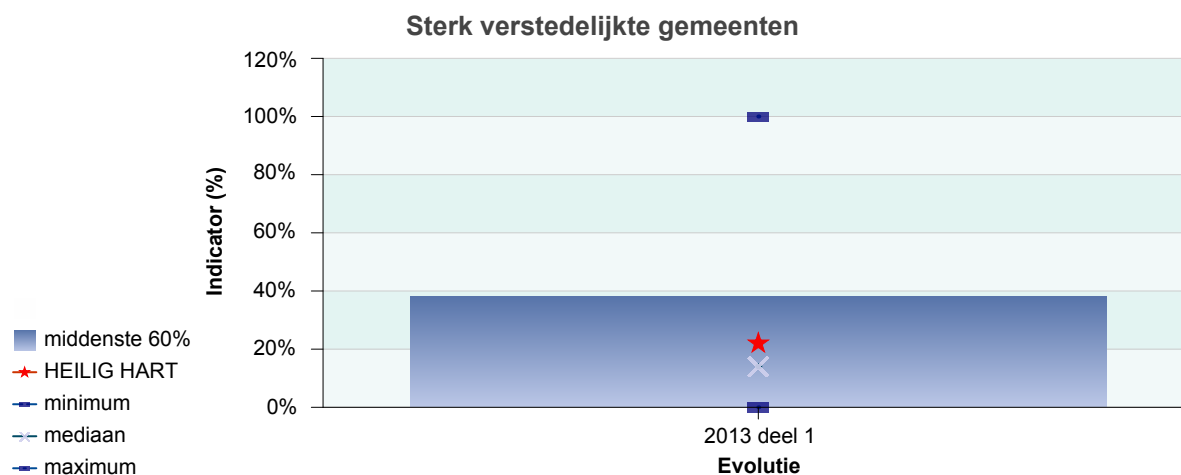 Sterk verstedelijkte gemeenten
120%
100%
80%
60%
40%
20%
0%
Indicator (%)
2013 deel 1
Evolutie
middenste 60%
HEILIG HART
minimum
mediaan
maximum